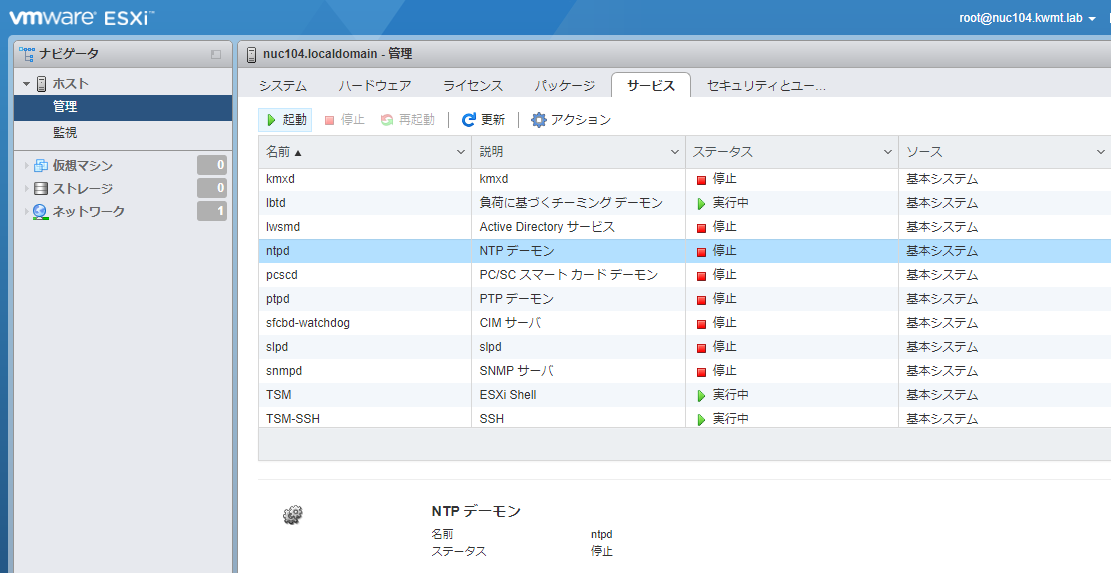 vmware ESXi™
root@nuc104.kwmt.lab
ナビゲータ
ホスト
管理
監視
仮想マシン 0
ストレージ 0
ネットワーク 1
nuc104.localdomain - 管理
システム ハードウェア ライセンス パッケージ サービス セキュリティとユー...
起動 停止 再起動 更新 アクション
名前 説明 ステータス ソース
kmxd kmxd 停止 基本システム
lbtd 負荷に基づくチーミング デーモン 実行中 基本システム
lwsmd Active Directory サービス 停止 基本システム
ntpd NTP デーモン 停止 基本システム
pcscd PC/SC スマート カード デーモン 停止 基本システム
ptpd PTP デーモン 停止 基本システム
sfcbd-watchdog CIM サーバ 停止 基本システム
slpd slpd 停止 基本システム
snmpd SNMP サーバ 停止 基本システム
TSM ESXi Shell 実行中 基本システム
TSM-SSH SSH 実行中 基本システム
NTP デーモン
名前 ntpd
ステータス 停止